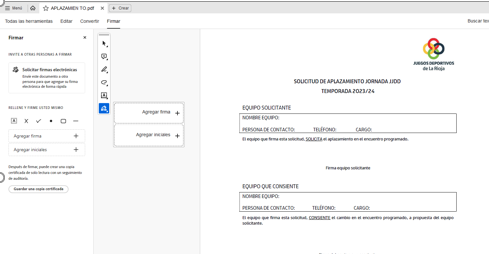 Menú
APLAZAMIEN TO.pdf
Crear
Todas las herramientas
Editar
Convertir
Firmar
Buscar tex
Firmar
INVITE A OTRAS PERSONAS A FIRMAR
Solicitar firmas electrónicas
Envíe este documento a otra
persona para que agregue su firma
electrónica de forma rápida
RELLENE Y FIRME USTED MISMO
Agregar firma
Agregar iniciales
Después de firmar, puede crear una copia
certificada de solo lectura con un seguimiento
de auditoría.
Guardar una copia certificada
Agregar firma
Agregar iniciales
JUEGOS DEPORTIVOS
de La Rioja
SOLICITUD DE APLAZAMIENTO JORNADA JJDD
TEMPORADA 2023/24
EQUIPO SOLICITANTE
NOMBRE EQUIPO:
PERSONA DE CONTACTO: TELÉFONO: CARGO:
El equipo que firma esta solicitud, SOLICITA el aplazamiento en el encuentro programado.
Firma equipo solicitante
EQUIPO QUE CONSIENTE
NOMBRE EQUIPO:
PERSONA DE CONTACTO: TELÉFONO: CARGO:
El equipo que firma esta solicitud, CONSIENTE el cambio en el encuentro programado, a propuesta del equipo
solicitante.